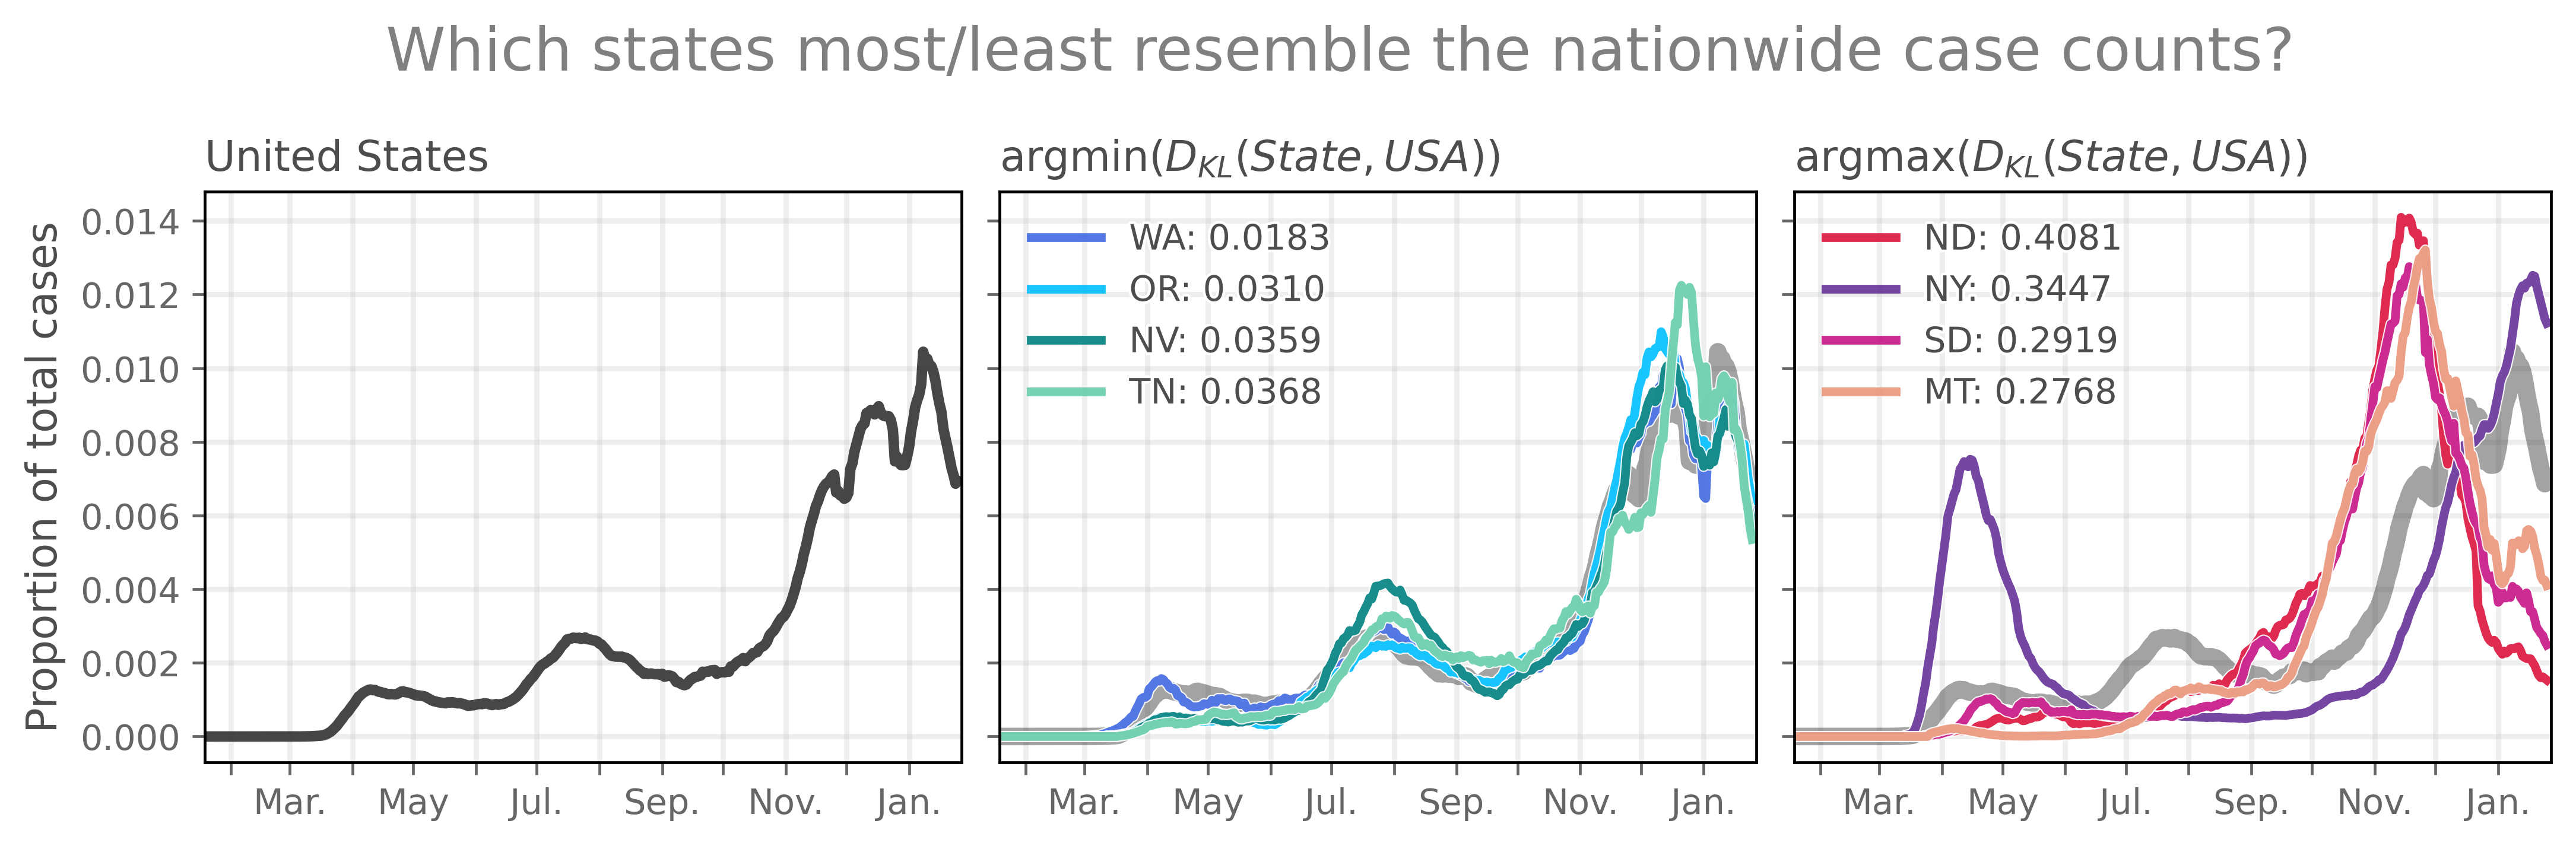 Which states most/least resemble the nationwide case counts?
United States
argmin(D_KL(State, USA))
argmax(D_KL(State, USA))
Proportion of total cases
0.014
0.012
0.010
0.008
0.006
0.004
0.002
0.000
WA: 0.0183
OR: 0.0310
NV: 0.0359
TN: 0.0368
ND: 0.4081
NY: 0.3447
SD: 0.2919
MT: 0.2768
Mar. May Jul. Sep. Nov. Jan.
Mar. May Jul. Sep. Nov. Jan.
Mar. May Jul. Sep. Nov. Jan.